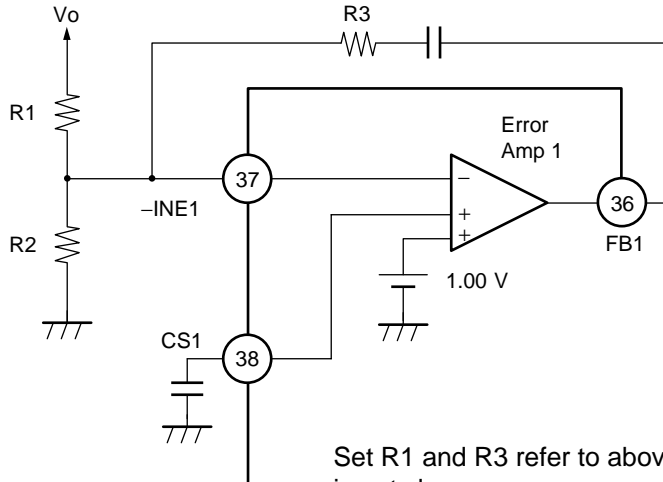 Vo
R3
R1
Error
Amp 1
37
−
−INE1
+
+
36
FB1
R2
1.00 V
CS1
38
Set R1 and R3 refer to abov